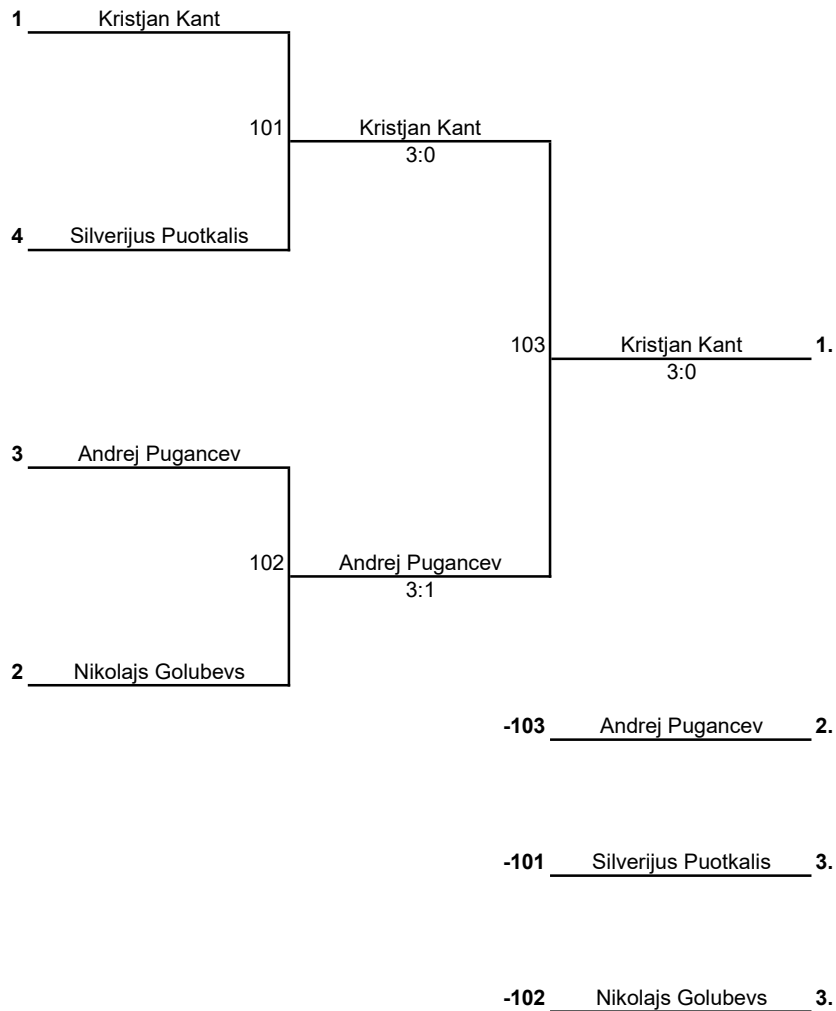 1 Kristjan Kant
101 Kristjan Kant
3:0
4 Silverijus Puotkalis
103 Kristjan Kant 1.
3:0
3 Andrej Pugancev
102 Andrej Pugancev
3:1
2 Nikolajs Golubevs
-103 Andrej Pugancev 2.
-101 Silverijus Puotkalis 3.
-102 Nikolajs Golubevs 3.